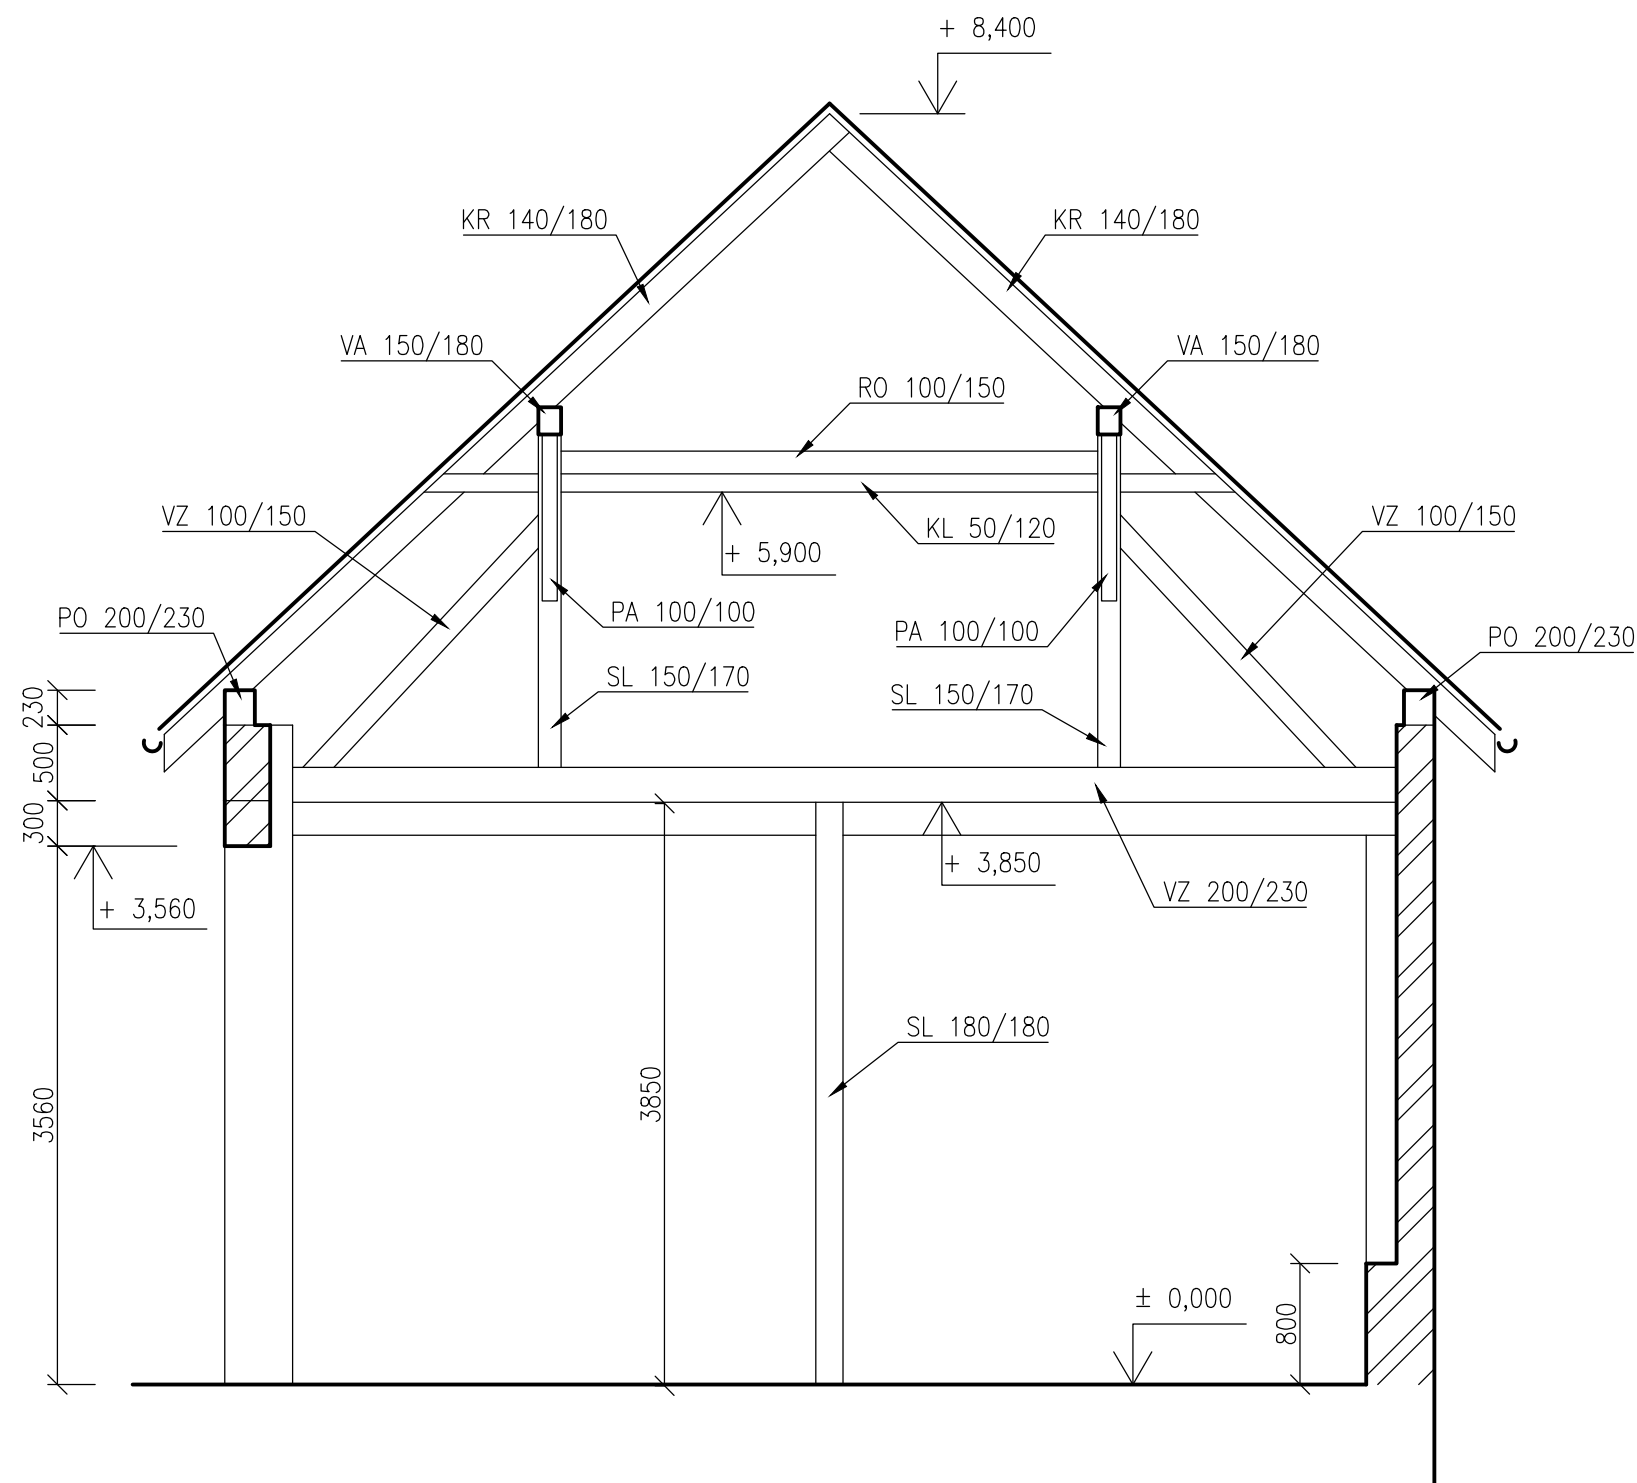 + 8,400
KR 140/180
KR 140/180
VA 150/180
VA 150/180
RO 100/150
VZ 100/150
KL 50/120
VZ 100/150
+ 5,900
PO 200/230
PA 100/100
PA 100/100
PO 200/230
SL 150/170
SL 150/170
230
500
300
+ 3,850
VZ 200/230
+ 3,560
SL 180/180
3560
3850
± 0,000
800